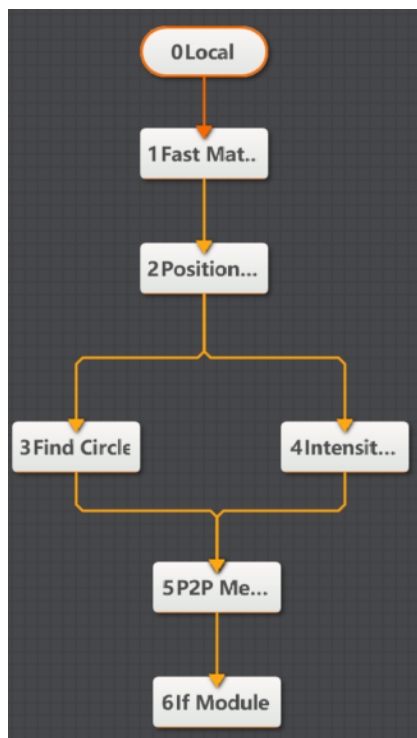 0Local
1Fast Mat..
2Position...
3Find Circle
4Intensit...
5P2P Me...
6If Module